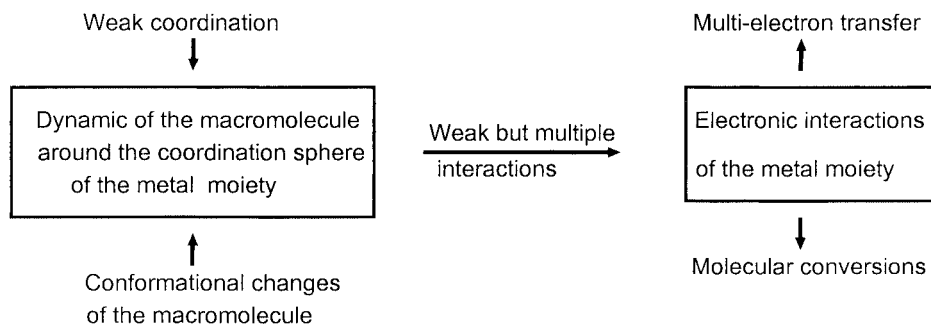 Weak coordination
Dynamic of the macromolecule
around the coordination sphere
of the metal moiety
Conformational changes
of the macromolecule
Weak but multiple
interactions
Multi-electron transfer
Electronic interactions
of the metal moiety
Molecular conversions